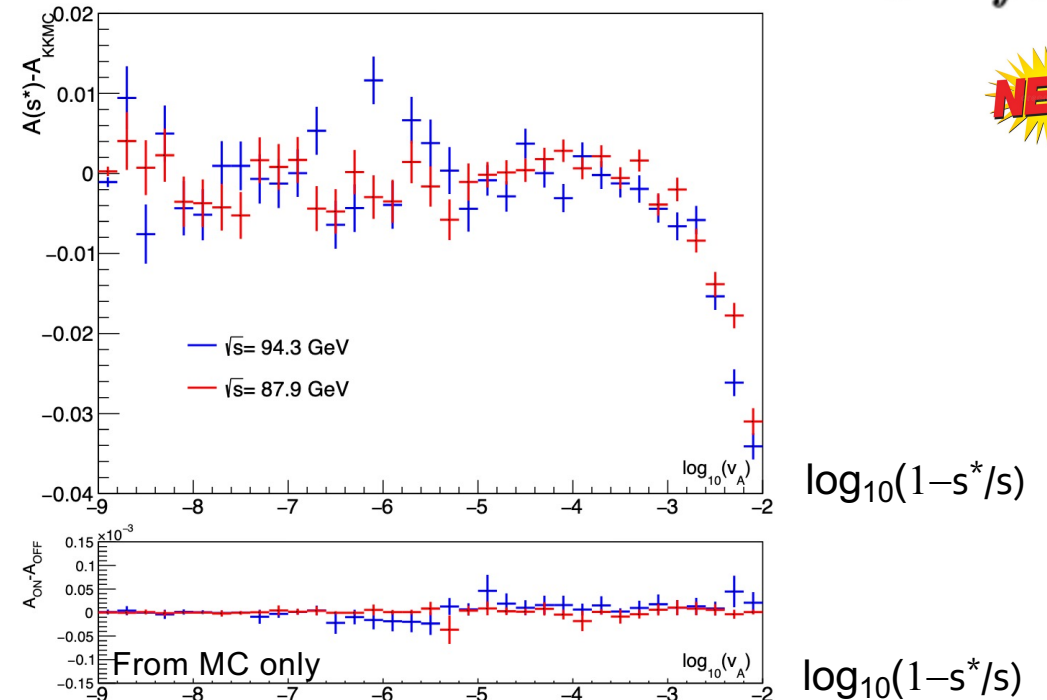 0.02
0.01
0
−0.01
−0.02
−0.03
−0.04
A(s*)-A_KKMC
√s= 94.3 GeV
√s= 87.9 GeV
log₁₀(v_A)
−9 −8 −7 −6 −5 −4 −3 −2
log₁₀(1−s*/s)
×10⁻³
0.15
0.1
0.05
0
−0.05
−0.1
−0.15
A_ON-A_OFF
From MC only
log₁₀(v_A)
−9 −8 −7 −6 −5 −4 −3 −2
log₁₀(1−s*/s)